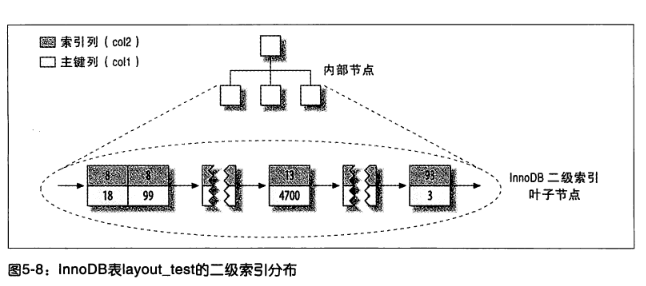 索引列（col2）
主键列（col1）
内部节点
8 8 13 93
18 99 4700 3
InnoDB 二级索引
叶子节点
图5-8：InnoDB表layout_test的二级索引分布